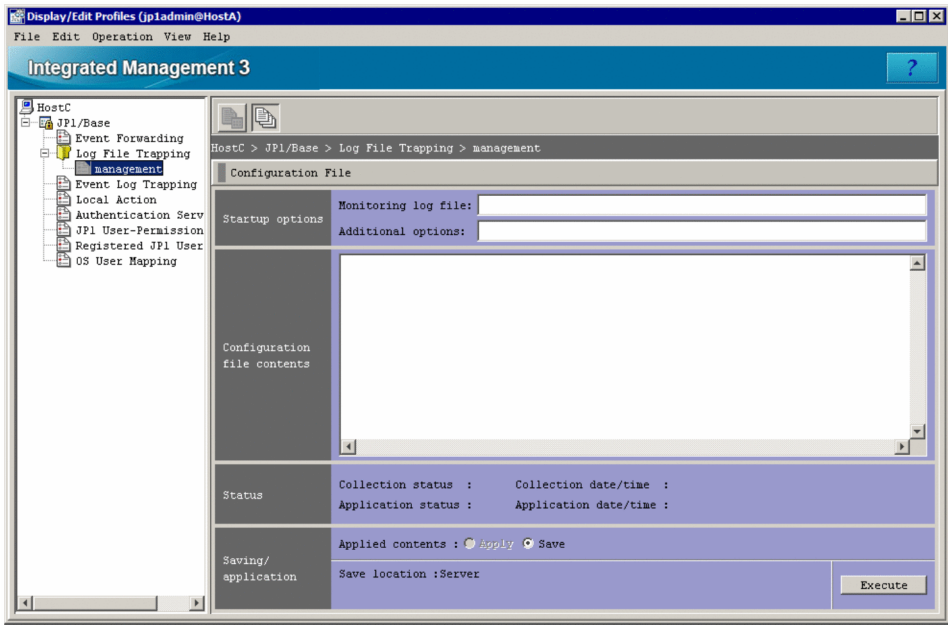 Display/Edit Profiles (jp1admin@HostA)
File Edit Operation View Help
Integrated Management 3
?
HostC
JP1/Base
Event Forwarding
Log File Trapping
management
Event Log Trapping
Local Action
Authentication Serv
JP1 User-Permission
Registered JP1 User
OS User Mapping
HostC > JP1/Base > Log File Trapping > management
Configuration File
Startup options
Monitoring log file:
Additional options:
Configuration
file contents
Status
Collection status : Collection date/time :
Application status : Application date/time :
Saving/
application
Applied contents : Apply Save
Save location :Server
Execute